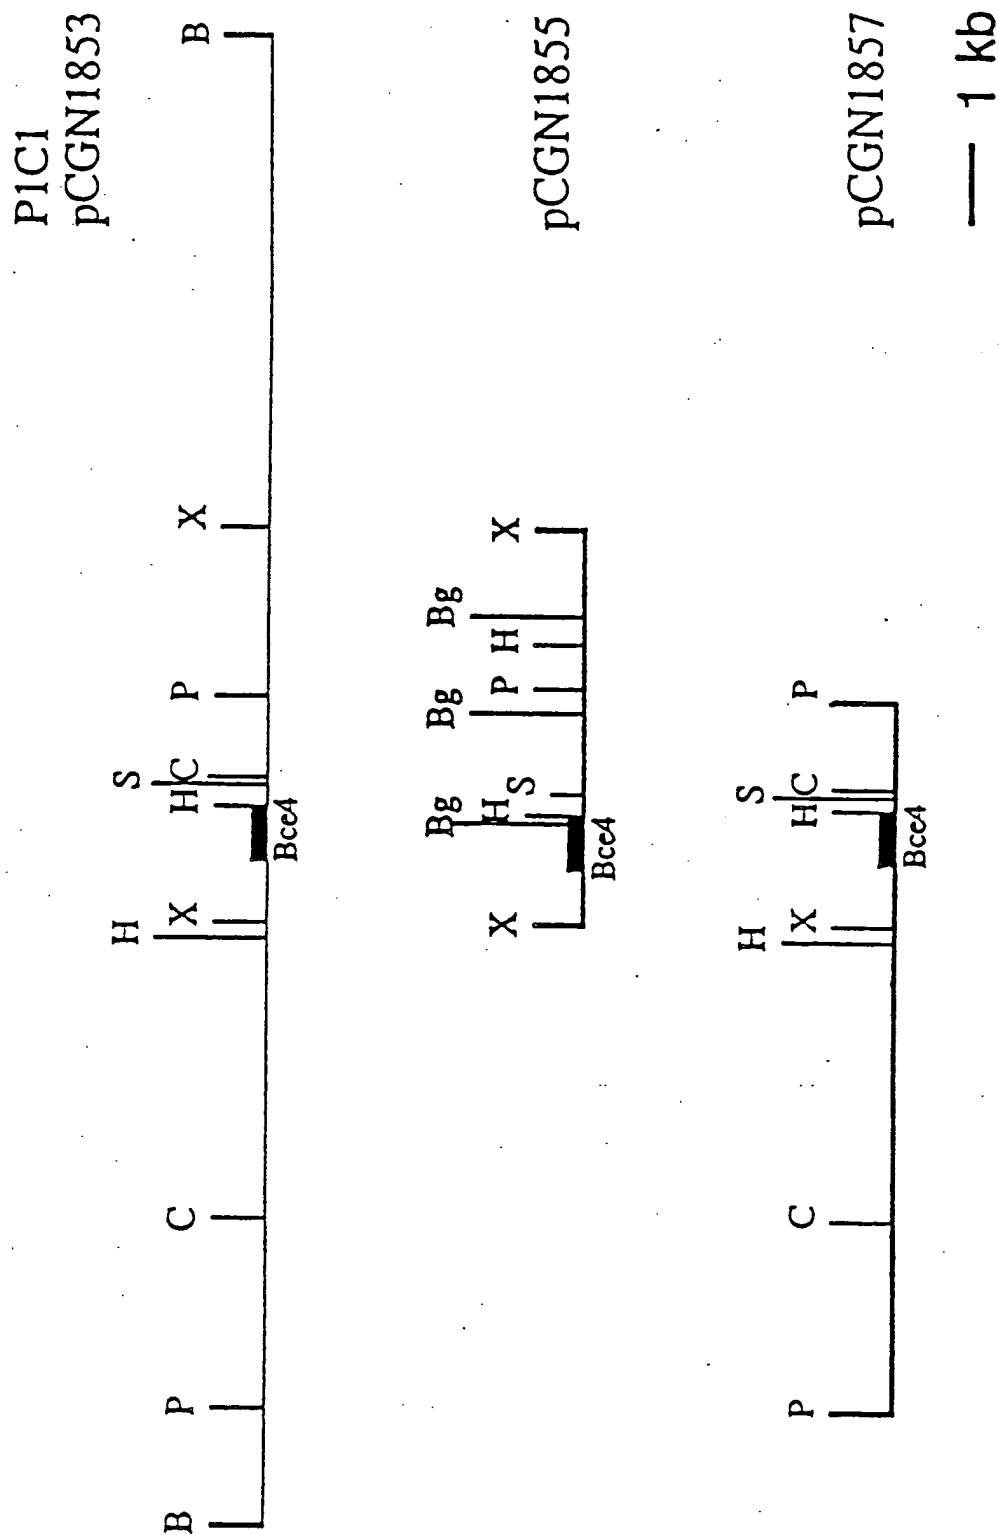 P1C1
pCGN1853
H S
B P C X H C P X B
Bce4
Bg Bg Bg
X H S P H X
pCGN1855
Bce4
H S
P C X H C P
pCGN1857
Bce4
1 kb